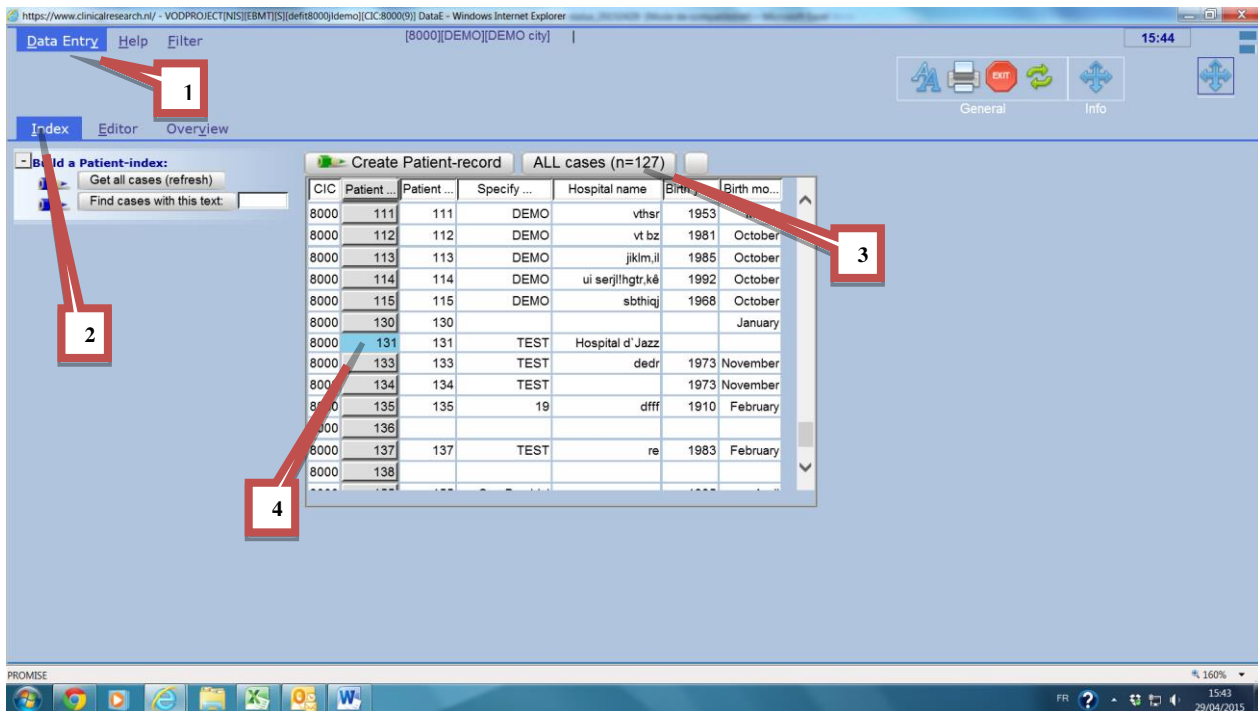 https://www.clinicalresearch.nl/ - VODPROJECT[NIS][EBMT][S][defit8000jldemo][CIC:8000(9)] DataE - Windows Internet Explorer
Data Entry Help Filter [8000][DEMO][DEMO city] | 15:44
1
EXIT
General Info
Index Editor Overview
Build a Patient-index:
Get all cases (refresh)
Find cases with this text:
Create Patient-record ALL cases (n=127)
CIC Patient ... Patient ... Specify ... Hospital name Birth Birth mo...
8000 111 111 DEMO vthsr 1953
8000 112 112 DEMO vt bz 1981 October
8000 113 113 DEMO jiklm,il 1985 October
8000 114 114 DEMO ui serjl!hgtr,kê 1992 October
8000 115 115 DEMO sbthiqj 1968 October
8000 130 130 January
8000 131 131 TEST Hospital d`Jazz
8000 133 133 TEST dedr 1973 November
8000 134 134 TEST 1973 November
8000 135 135 19 dfff 1910 February
8000 136
8000 137 137 TEST re 1983 February
8000 138
2
3
4
PROMISE 160%
FR 15:43
29/04/2015